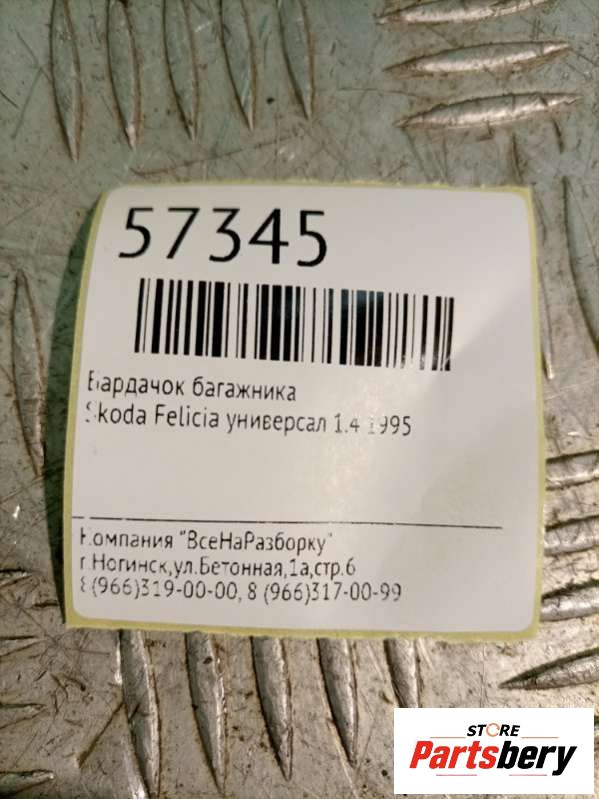 57345
Бардачок багажника
Skoda Felicia универсал 1.4 1995
Компания "ВсеНаРазборку"
г.Ногинск,ул.Бетонная,1а,стр.6
8(966)319-00-00, 8 (966)317-00-99
STORE
Partsbery